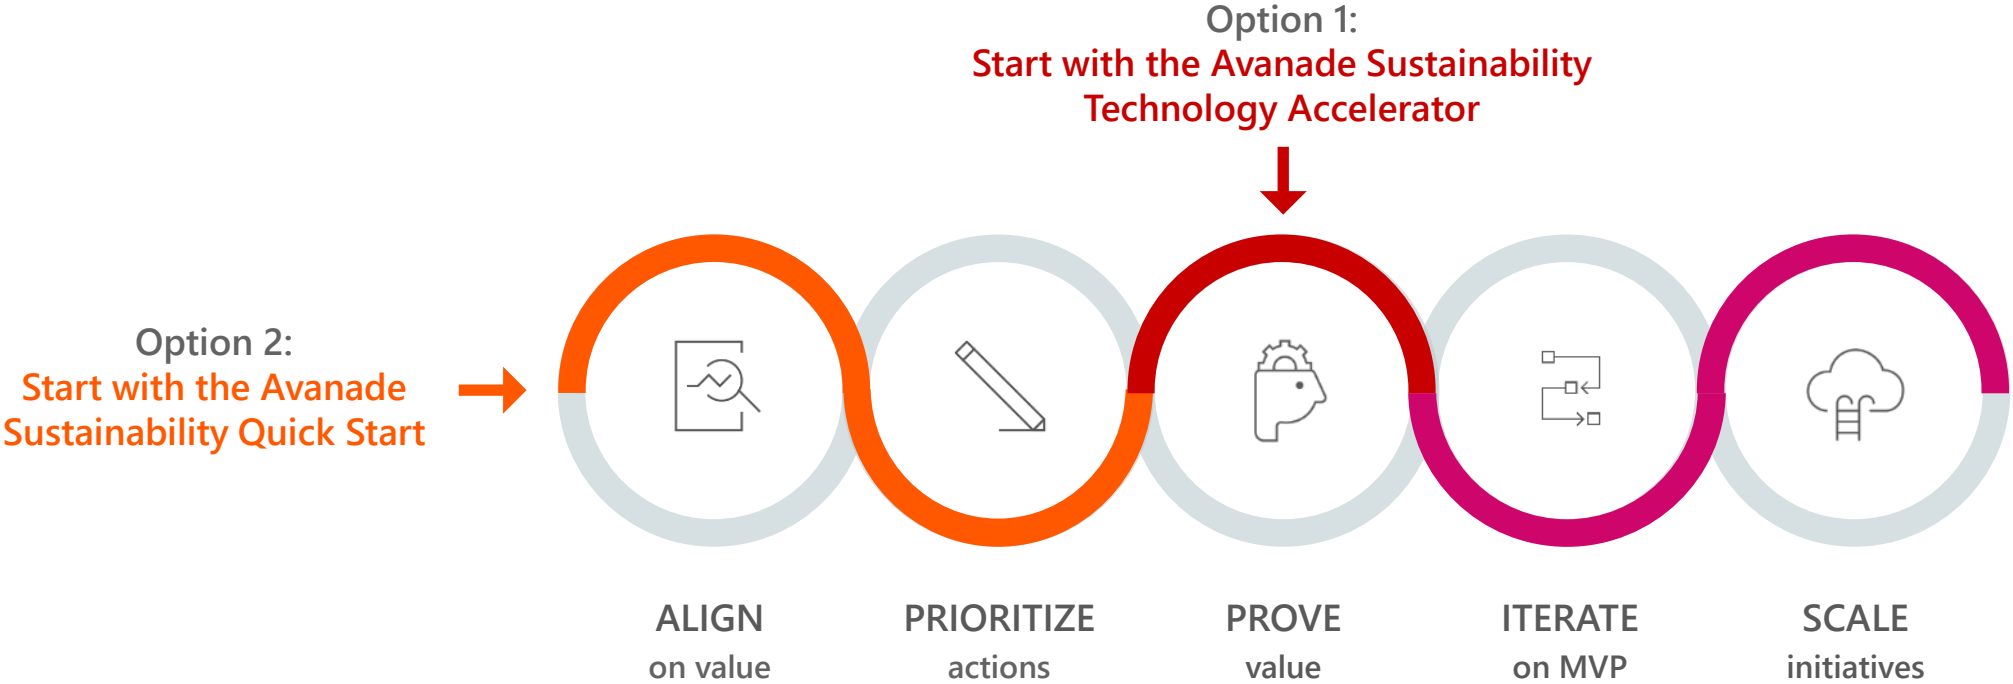 Option 1:
Start with the Avanade Sustainability
Technology Accelerator
Option 2:
Start with the Avanade
Sustainability Quick Start
ALIGN
on value
PRIORITIZE
actions
PROVE
value
ITERATE
on MVP
SCALE
initiatives